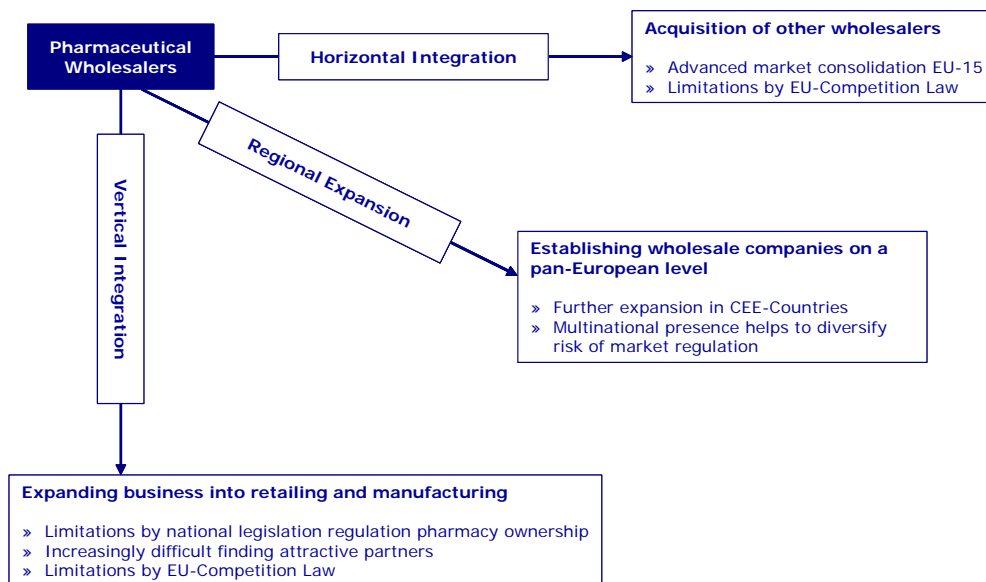 Pharmaceutical
Wholesalers
Horizontal Integration
Acquisition of other wholesalers
» Advanced market consolidation EU-15
» Limitations by EU-Competition Law
Regional Expansion
Vertical Integration
Establishing wholesale companies on a
pan-European level
» Further expansion in CEE-Countries
» Multinational presence helps to diversify
risk of market regulation
Expanding business into retailing and manufacturing
» Limitations by national legislation regulation pharmacy ownership
» Increasingly difficult finding attractive partners
» Limitations by EU-Competition Law